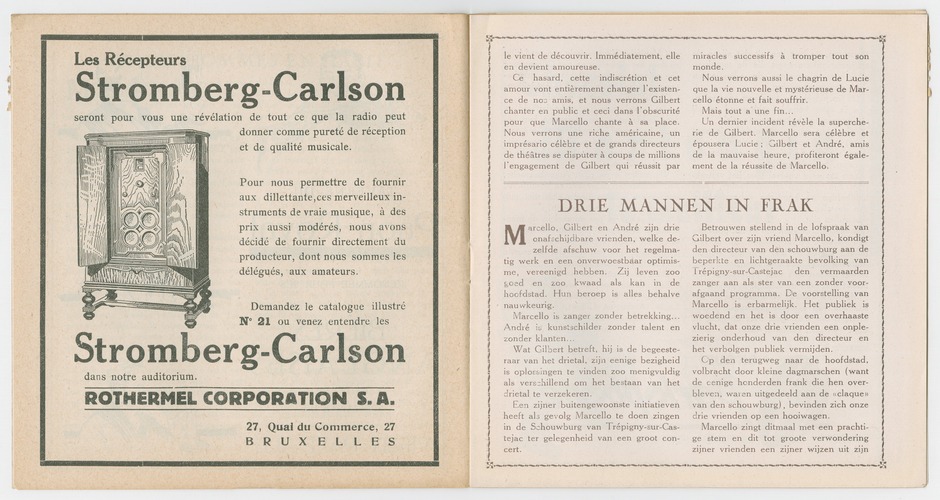 Les Récepteurs
Stromberg-Carlson
seront pour vous une révélation de tout ce que la radio peut
donner comme pureté de réception
et de qualité musicale.
Pour nous permettre de fournir
aux dillettante,ces merveilleux in-
struments de vraie musique, à des
prix aussi modérés, nous avons
décidé de fournir directement du
producteur, dont nous sommes les
délégués, aux amateurs.
Demandez le catalogue illustré
N° 21 ou venez entendre les
Stromberg-Carlson
dans notre auditorium.
ROTHERMEL CORPORATION S.A.
27, Quai du Commerce, 27
BRUXELLES
le vient de découvrir. Immédiatement, elle
en devient amoureuse.
Ce hasard, cette indiscrétion et cet
amour vont entièrement changer l'existen-
ce de nos amis, et nous verrons Gilbert
chanter en public et ceci dans l'obscurité
pour que Marcello chante à sa place.
Nous verrons une riche américaine, un
imprésario célèbre et de grands directeurs
de théâtres se disputer à coups de millions
l'engagement de Gilbert qui réussit par
miracles successifs à tromper tout son
monde.
Nous verrons aussi le chagrin de Lucie
que la vie nouvelle et mystérieuse de Mar-
cello étonne et fait souffrir.
Mais tout a une fin...
Un dernier incident révèle la superche-
rie de Gilbert. Marcello sera célèbre et
épousera Lucie ; Gilbert et André, amis
de la mauvaise heure, profiteront égale-
ment de la réussite de Marcello.
DRIE MANNEN IN FRAK
Marcello, Gilbert en André zijn drie
onafschijdbare vrienden, welke de-
zelfde afschuw voor het regelma-
tig werk en een onverwoestbaar optimis-
me, vereenigd hebben. Zij leven zoo
goed en zoo kwaad als kan in de
hoofdstad. Hun beroep is alles behalve
nauwkeurig.
Marcello is zanger zonder betrekking...
André is kunstschilder zonder talent en
zonder klanten...
Wat Gilbert betreft, hij is de begeeste-
raar van het drietal, zijn eenige bezigheid
is oplossingen te vinden zoo menigvuldig
als verschillend om het bestaan van het
drietal te verzekeren.
Een zijner buitengewoonste initiatieven
heeft als gevolg Marcello te doen zingen
in de Schouwburg van Trépigny-sur-Cas-
tejac ter gelegenheid van een groot con-
cert.
Betrouwen stellend in de lofspraak van
Gilbert over zijn vriend Marcello, kondigt
den directeur van den schouwburg aan de
beperkte en lichtgeraakte bevolking van
Trépigny-sur-Castejac den vermaarden
zanger aan als ster van een zonder voor-
afgaand programma. De voorstelling van
Marcello is erbarmelijk. Het publiek is
woedend en het is door een overhaaste
vlucht, dat onze drie vrienden een onple-
zierig onderhoud van den directeur en
het verbolgen publiek vermijden.
Op den terugweg naar de hoofdstad,
volbracht door kleine dagmarschen (want
de eenige honderden frank die hen over-
bleven, waren uitgedeeld aan de «claque»
van den schouwburg), bevinden zich onze
drie vrienden op een hooiwagen.
Marcello zingt ditmaal met een prachti-
ge stem en dit tot groote verwondering
zijner vrienden een zijner wijzen uit zijn